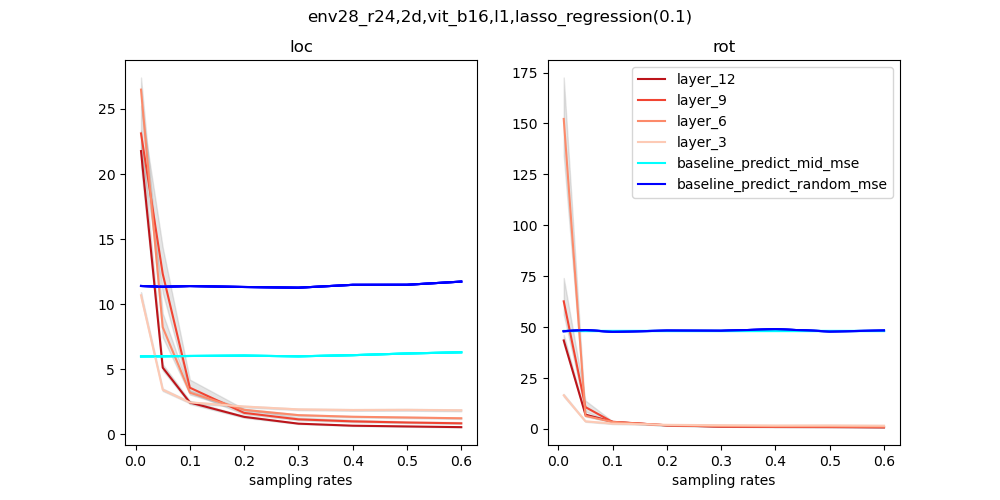 env28_r24,2d,vit_b16,l1,lasso_regression(0.1)
loc
rot
25
20
15
10
5
0
0.0 0.1 0.2 0.3 0.4 0.5 0.6
sampling rates
175
150
125
100
75
50
25
0
0.0 0.1 0.2 0.3 0.4 0.5 0.6
sampling rates
layer_12
layer_9
layer_6
layer_3
baseline_predict_mid_mse
baseline_predict_random_mse